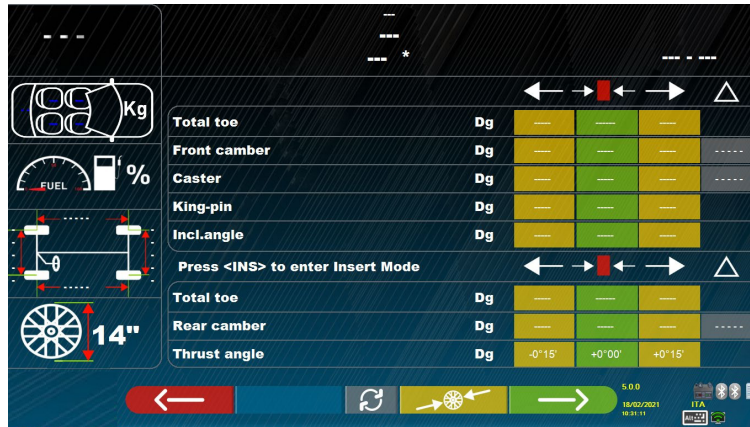 - - -
---
---
--- *
--- - ---
Kg
FUEL %
14"
Total toe Dg ---- ----- ----
Front camber Dg ---- ---- ---- -----
Caster Dg ---- ---- ---- -----
King-pin Dg ---- ---- ----
Incl.angle Dg ---- ---- ----
Press <INS> to enter Insert Mode
Total toe Dg ---- ----- ----
Rear camber Dg ---- ---- ---- -----
Thrust angle Dg -0°15' +0°00' +0°15'
5.0.0
18/02/2021 ITA
10:31:11 Alt